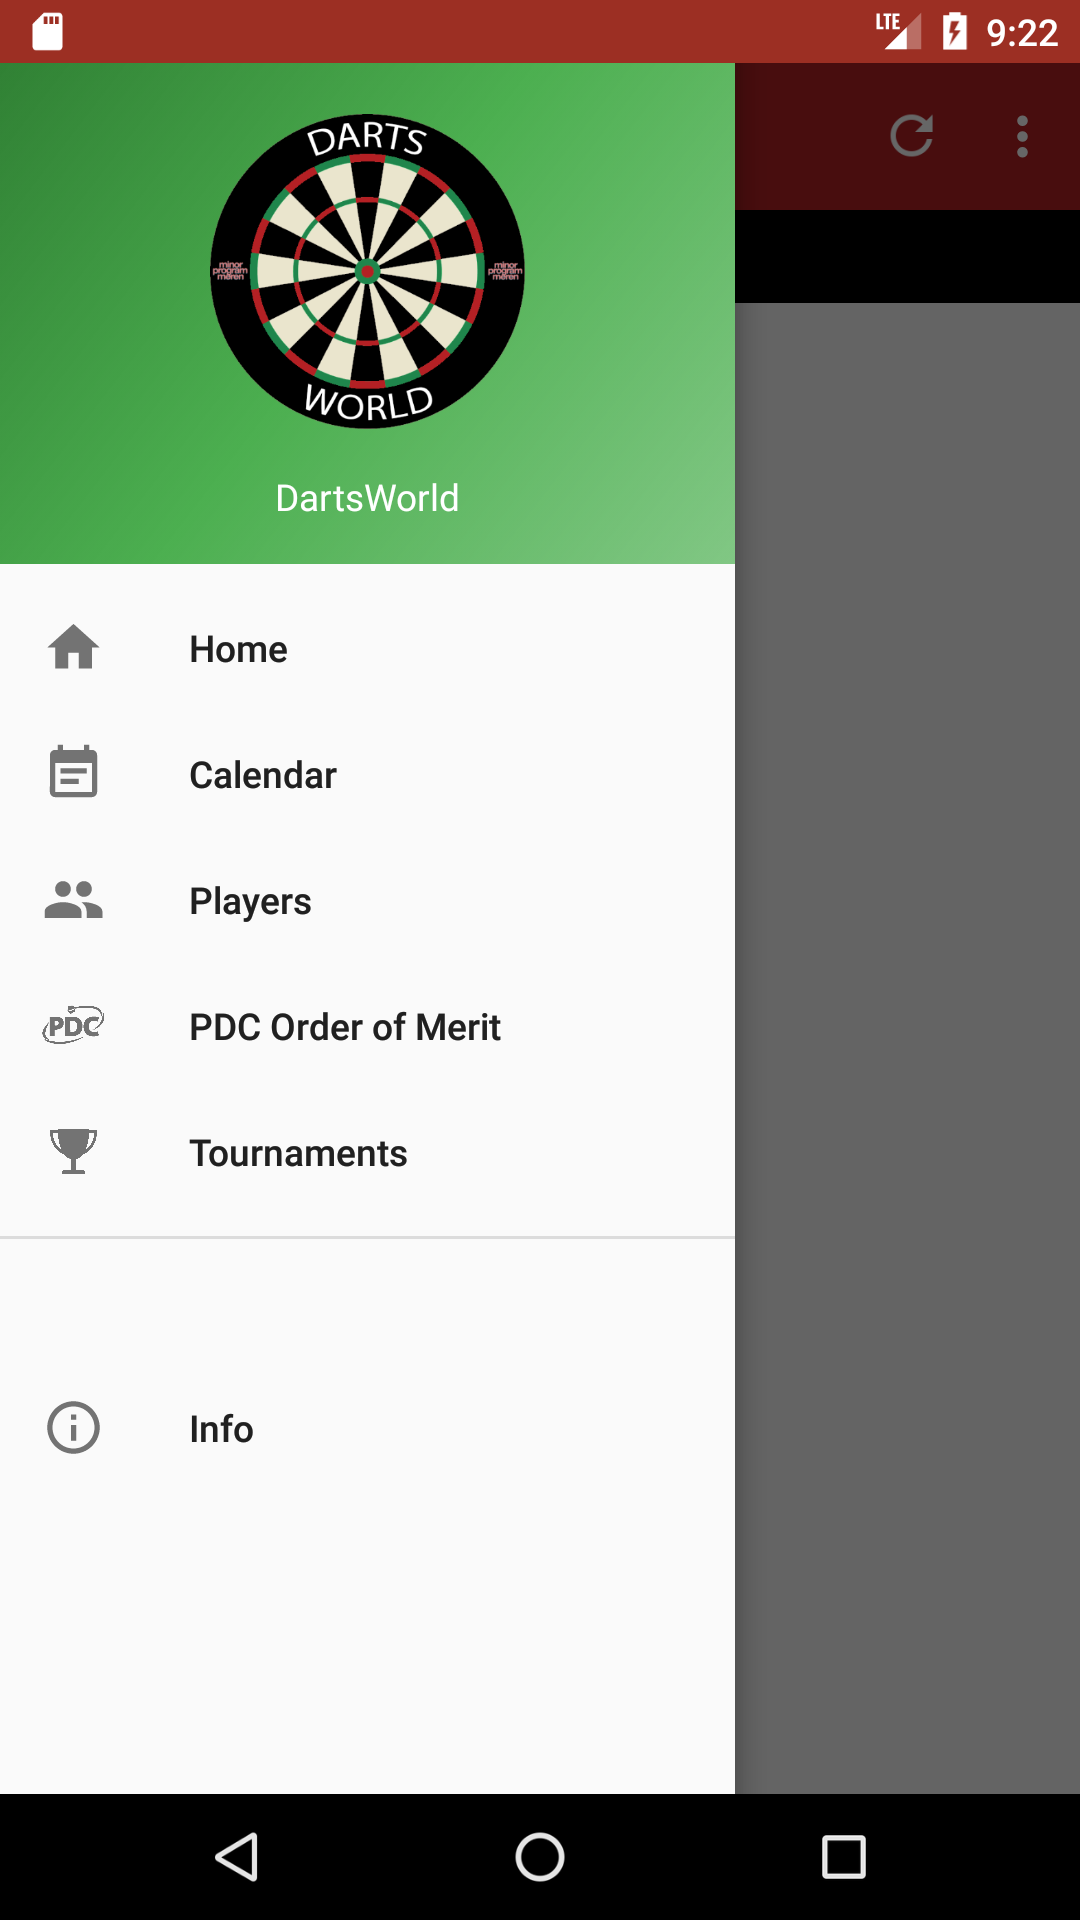 LTE 9:22
DARTS
minor
program
meren
minor
program
meren
WORLD
DartsWorld
Home
Calendar
Players
PDC
PDC Order of Merit
Tournaments
Info